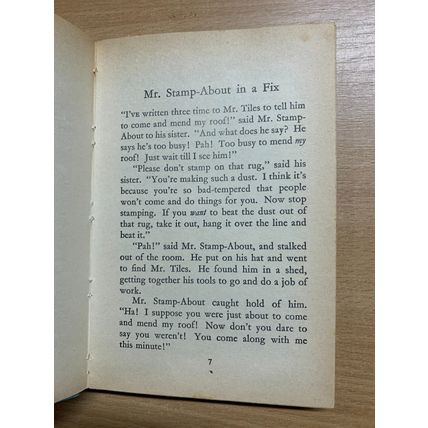 Mr. Stamp-About in a Fix
"I'VE written three time to Mr. Tiles to tell him
to come and mend my roof!" said Mr. Stamp-
About to his sister. "And what does he say? He
says he's too busy! Pah! Too busy to mend my
roof! Just wait till I see him!"
"Please don't stamp on that rug," said his
sister. "You're making such a dust. I think it's
because you're so bad-tempered that people
won't come and do things for you. Now stop
stamping. If you want to beat the dust out of
that rug, take it out, hang it over the line and
beat it."
"Pah!" said Mr. Stamp-About, and stalked
out of the room. He put on his hat and went
to find Mr. Tiles. He found him in a shed,
getting together his tools to go and do a job of
work.
Mr. Stamp-About caught hold of him.
"Ha! I suppose you were just about to come
and mend my roof! Now don't you dare to
say you weren't! You come along with me
this minute!"
7